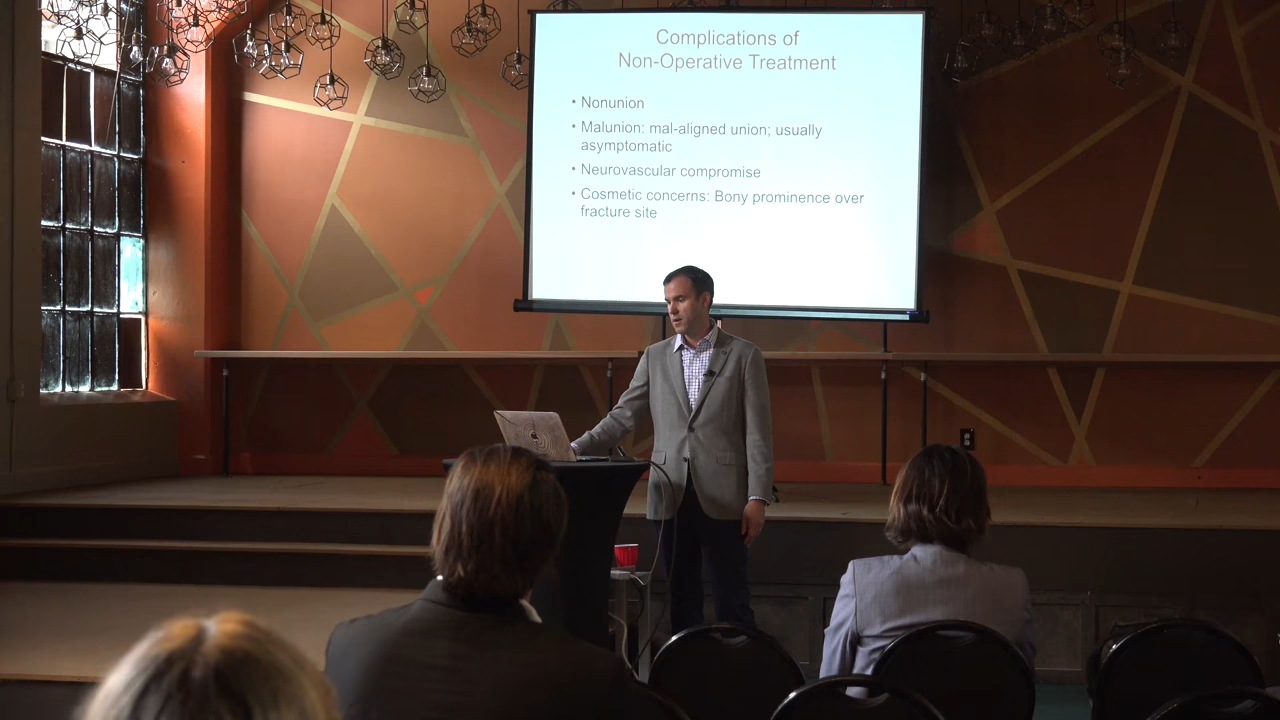 Complications of
Non-Operative Treatment
• Nonunion
• Malunion: mal-aligned union; usually
asymptomatic
• Neurovascular compromise
• Cosmetic concerns: Bony prominence over
fracture site